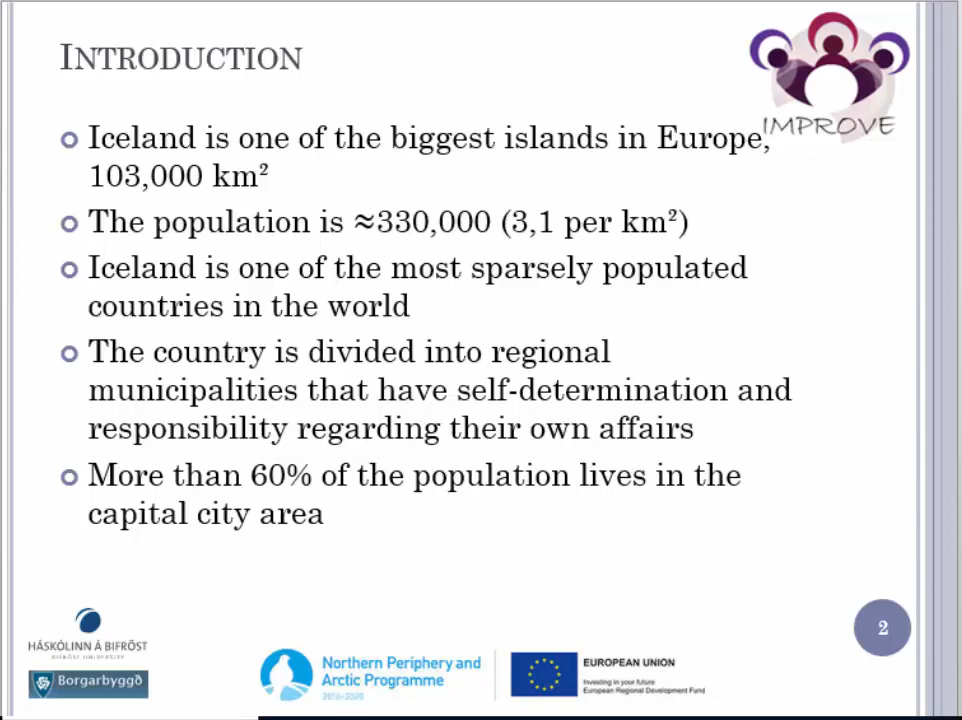 INTRODUCTION
IMPROVE
Iceland is one of the biggest islands in Europe,
103,000 km²
The population is ≈330,000 (3,1 per km²)
Iceland is one of the most sparsely populated
countries in the world
The country is divided into regional
municipalities that have self-determination and
responsibility regarding their own affairs
More than 60% of the population lives in the
capital city area
2
HÁSKÓLINN Á BIFRÖST
BIFRÖST UNIVERSITY
Borgarbyggð
Northern Periphery and
Arctic Programme
2014–2020
EUROPEAN UNION
Investing in your future
European Regional Development Fund